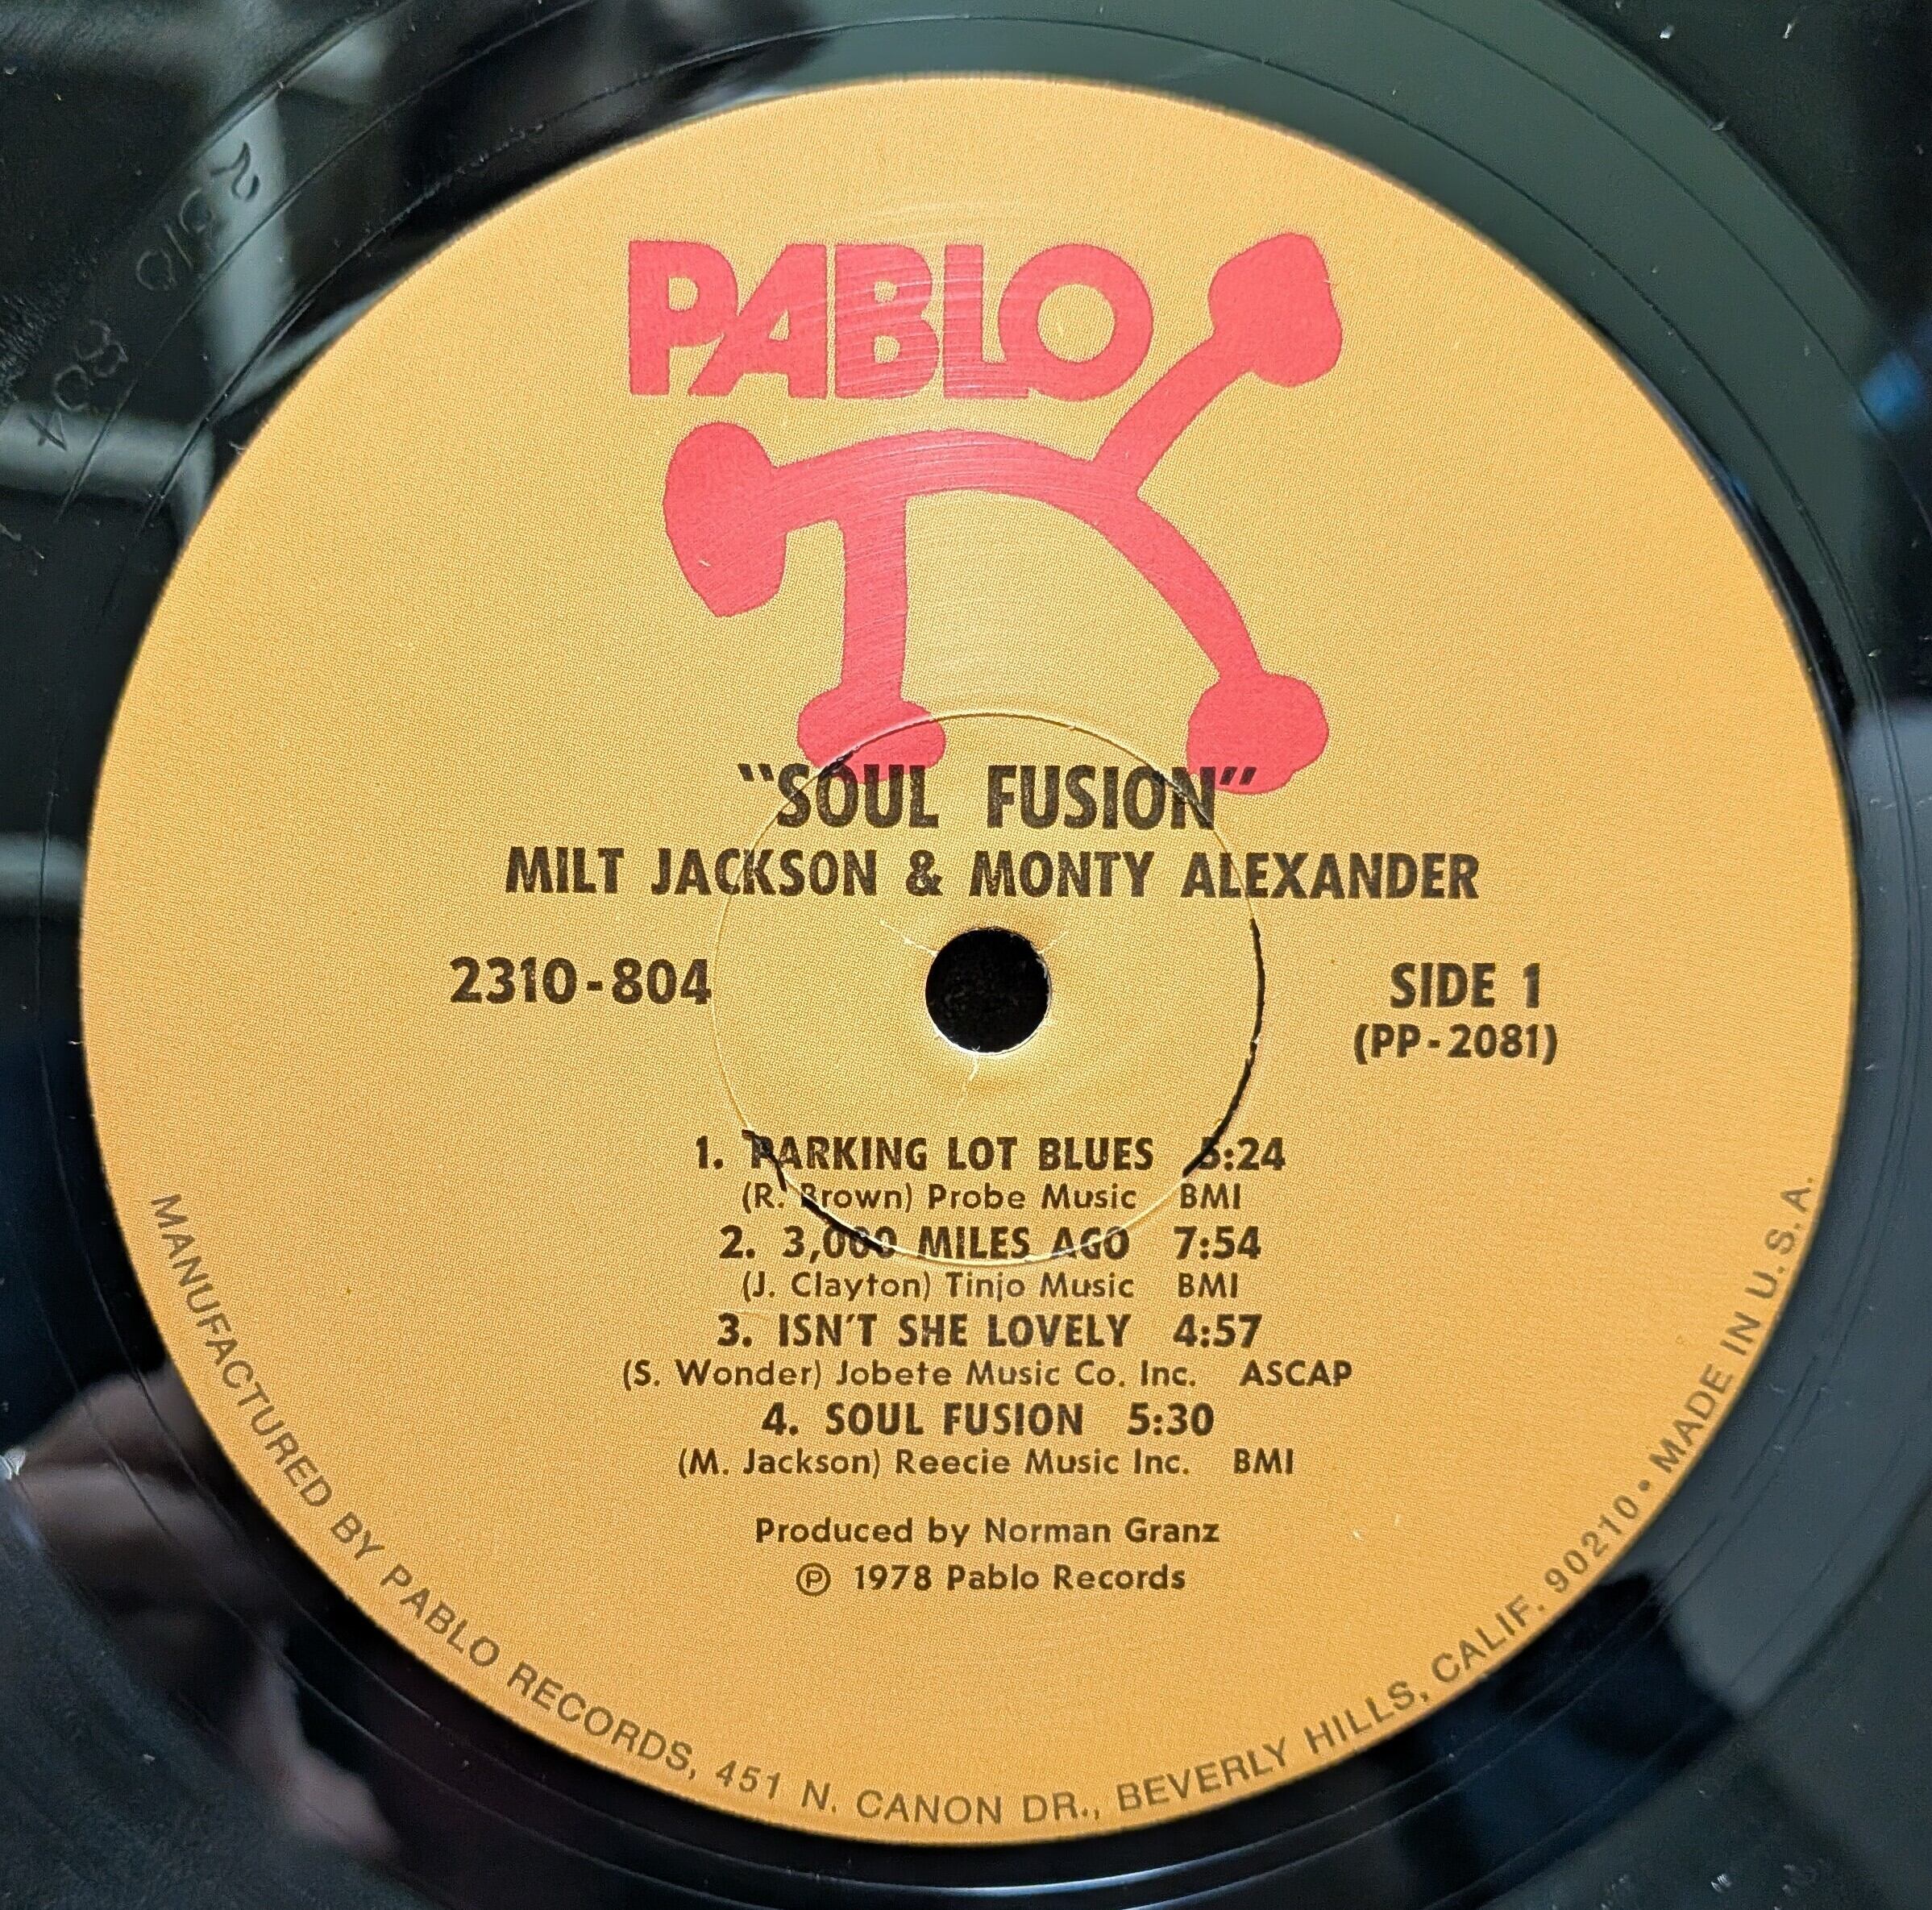 PABLO
"SOUL FUSION"
MILT JACKSON & MONTY ALEXANDER
2310-804
SIDE 1
(PP-2081)
1. PARKING LOT BLUES 5:24
(R. Brown) Probe Music BMI
2. 3,000 MILES AGO 7:54
(J. Clayton) Tinjo Music BMI
3. ISN'T SHE LOVELY 4:57
(S. Wonder) Jobete Music Co. Inc. ASCAP
4. SOUL FUSION 5:30
(M. Jackson) Reecie Music Inc. BMI
Produced by Norman Granz
℗ 1978 Pablo Records
MANUFACTURED BY PABLO RECORDS, 451 N. CANON DR., BEVERLY HILLS, CALIF. 90210 • MADE IN U.S.A.